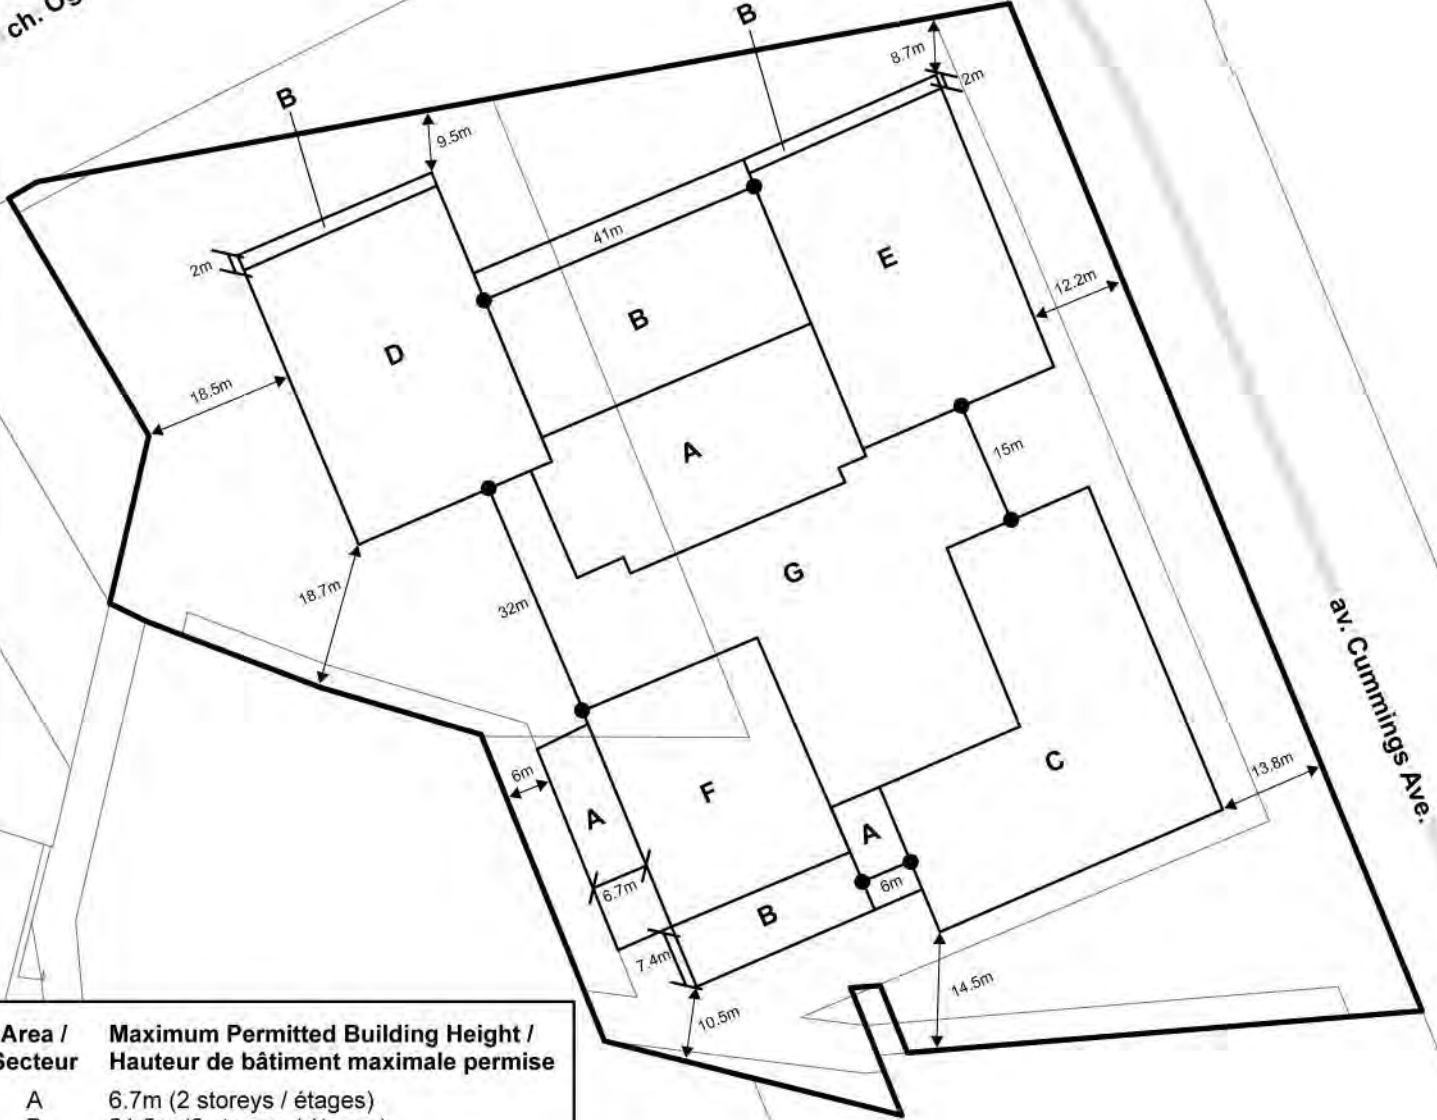 ch.
B
B
8.7m
2m
9.5m
2m
41m
E
B
12.2m
D
18.5m
A
15m
G
18.7m
32m
av. Cummings Ave.
6m
F
C
13.8m
A
A
6.7m
6m
B
7.4m
14.5m
10.5m
Area / Maximum Permitted Building Height /
Secteur Hauteur de bâtiment maximale permise
A 6.7m (2 storeys / étages)